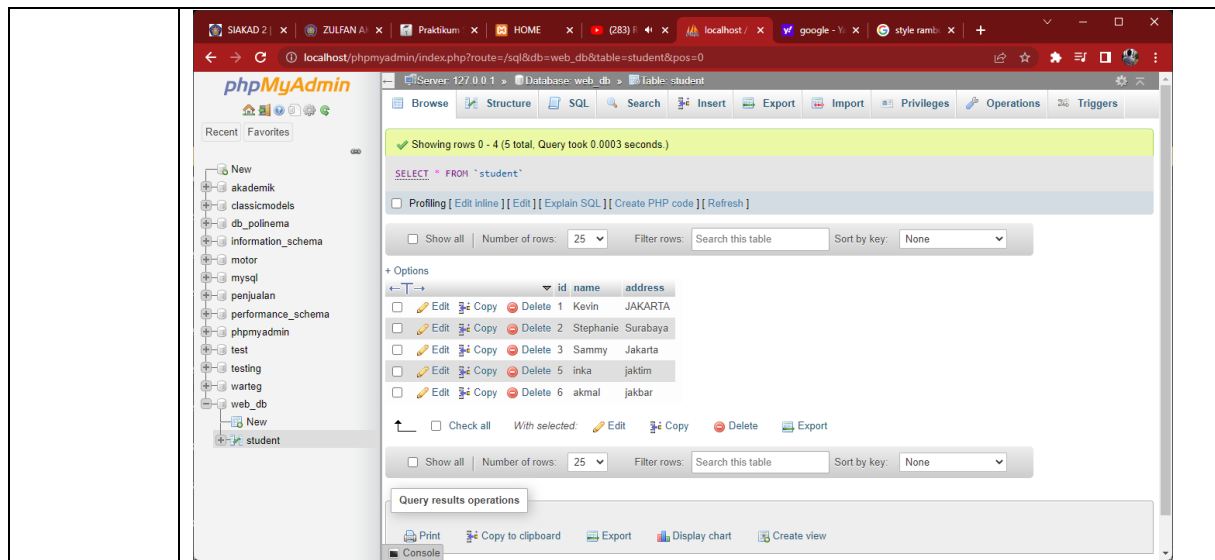 SIAKAD 2 |
ZULFAN Al
Praktikum
HOME
(283) F
localhost /
google - Ya
style rambu
localhost/phpmyadmin/index.php?route=/sql&db=web_db&table=student&pos=0
phpMyAdmin
Recent Favorites
New
akademik
classicmodels
db_polinema
information_schema
motor
mysql
penjualan
performance_schema
phpmyadmin
test
testing
warteg
web_db
New
student
Server: 127.0.0.1 » Database: web_db » Table: student
Browse Structure SQL Search Insert Export Import Privileges Operations Triggers
Showing rows 0 - 4 (5 total, Query took 0.0003 seconds.)
SELECT * FROM `student`
Profiling [ Edit inline ] [ Edit ] [ Explain SQL ] [ Create PHP code ] [ Refresh ]
Show all | Number of rows: 25 Filter rows: Search this table Sort by key: None
+ Options
id name address
Edit Copy Delete 1 Kevin JAKARTA
Edit Copy Delete 2 Stephanie Surabaya
Edit Copy Delete 3 Sammy Jakarta
Edit Copy Delete 5 inka jaktim
Edit Copy Delete 6 akmal jakbar
Check all With selected: Edit Copy Delete Export
Show all | Number of rows: 25 Filter rows: Search this table Sort by key: None
Query results operations
Print Copy to clipboard Export Display chart Create view
Console